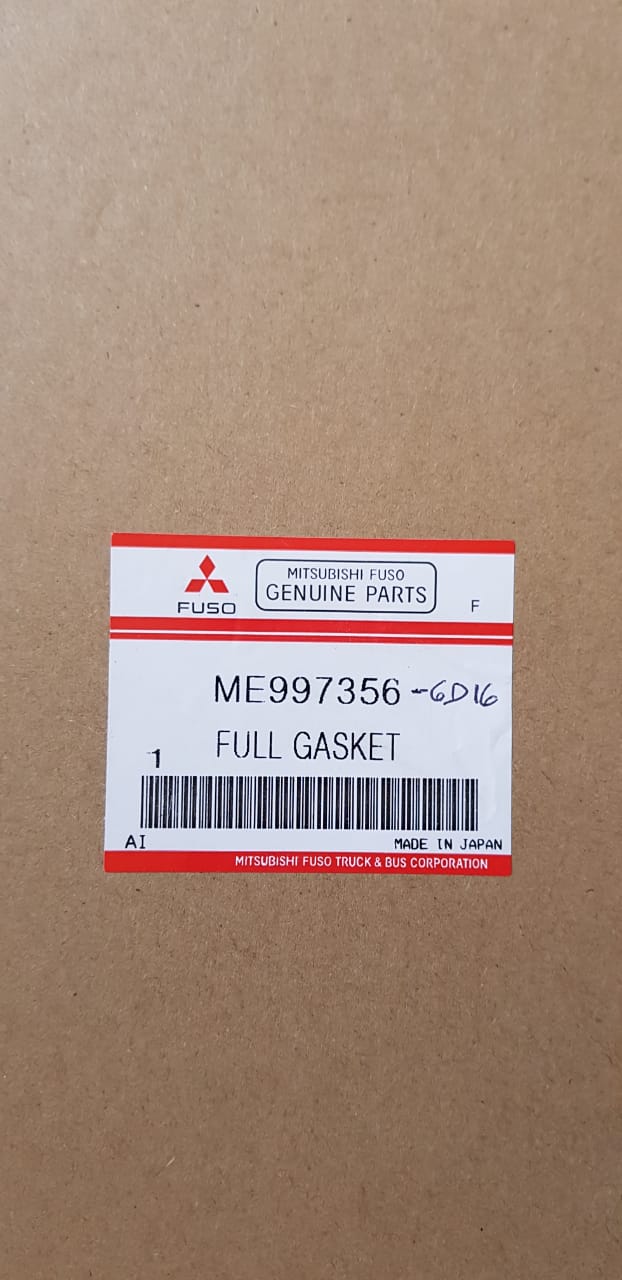 MITSUBISHI FUSO
GENUINE PARTS
FUSO
F
ME997356 -6D16
FULL GASKET
1
AI
MADE IN JAPAN
MITSUBISHI FUSO TRUCK & BUS CORPORATION